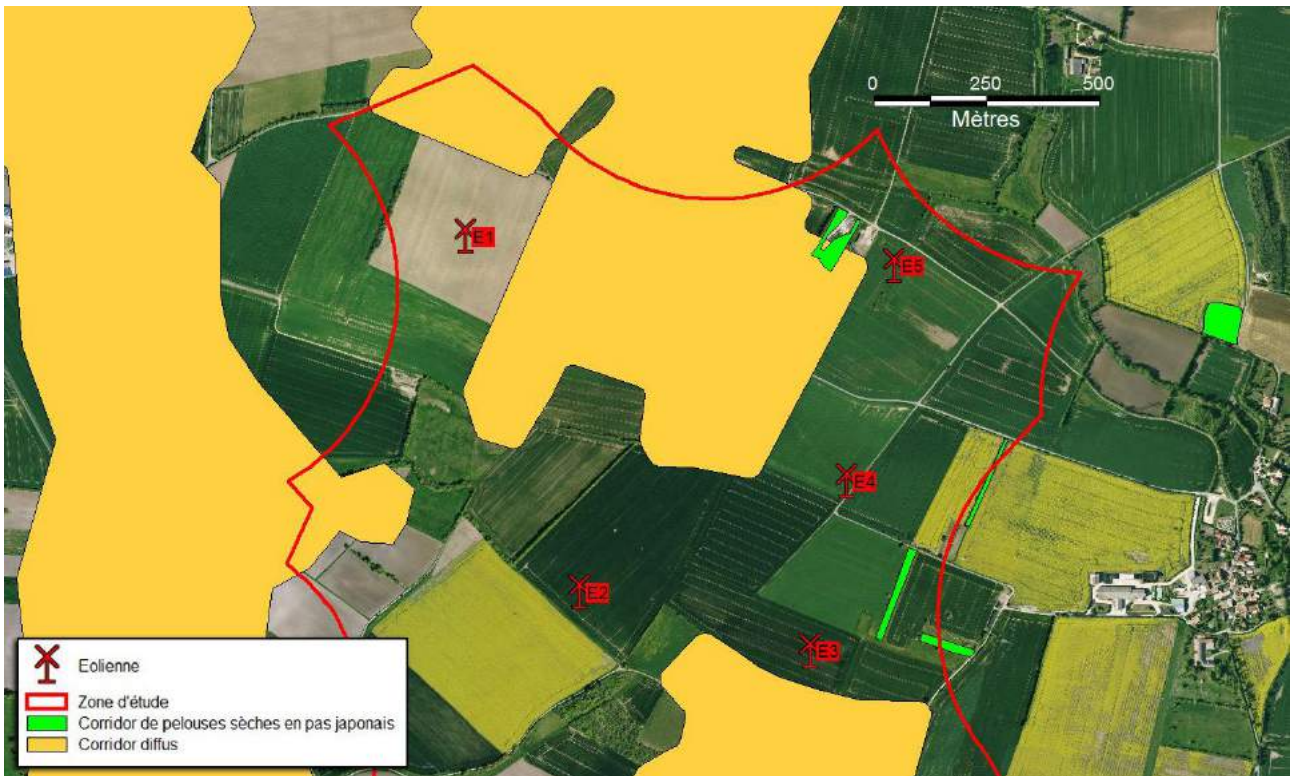 0 250 500
Mètres
E1
E5
E4
E2
E3
Eolienne
Zone d'étude
Corridor de pelouses sèches en pas japonais
Corridor diffus